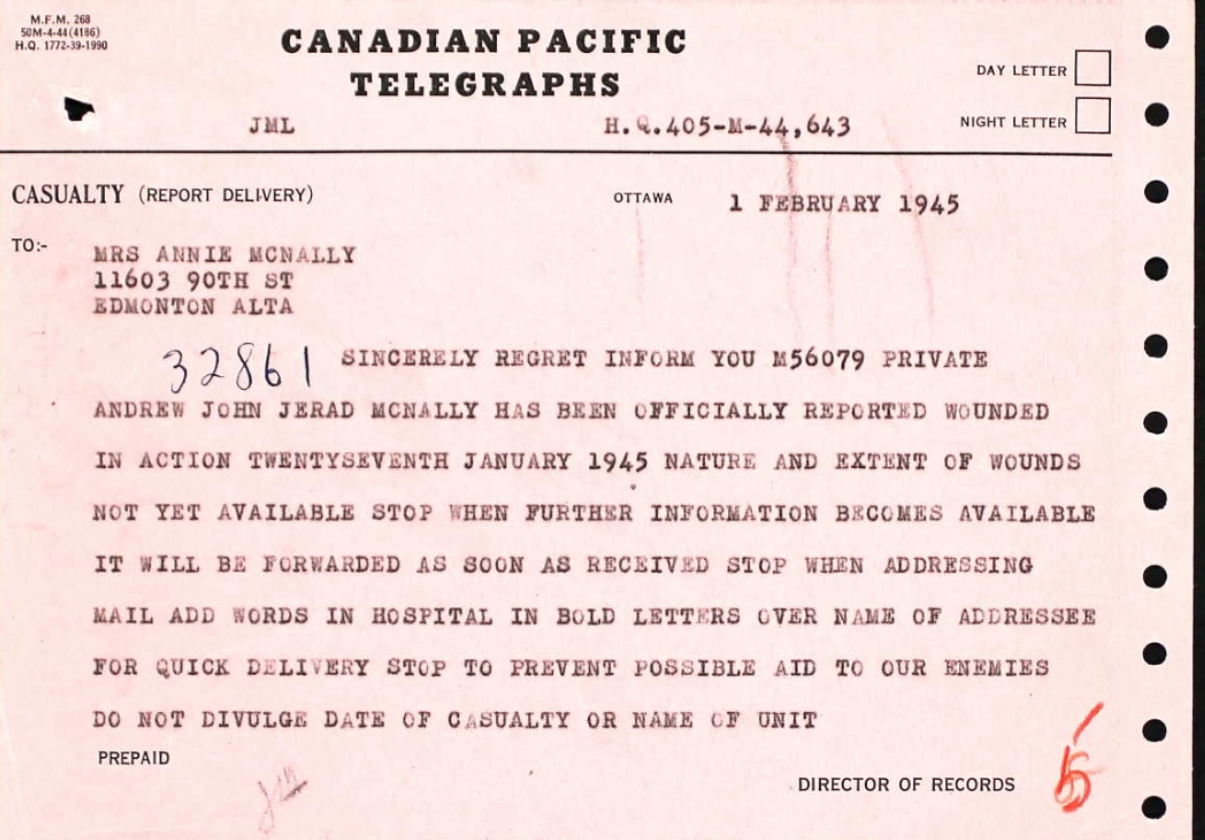 M.F.M. 268
50M-4-44(4186)
H.Q. 1772-39-1990
CANADIAN PACIFIC
TELEGRAPHS
DAY LETTER
NIGHT LETTER
JML H.Q.405-M-44,643
CASUALTY (REPORT DELIVERY) OTTAWA 1 FEBRUARY 1945
TO:- MRS ANNIE MCNALLY
11603 90TH ST
EDMONTON ALTA
32861 SINCERELY REGRET INFORM YOU M56079 PRIVATE
ANDREW JOHN JERAD MCNALLY HAS BEEN OFFICIALLY REPORTED WOUNDED
IN ACTION TWENTYSEVENTH JANUARY 1945 NATURE AND EXTENT OF WOUNDS
NOT YET AVAILABLE STOP WHEN FURTHER INFORMATION BECOMES AVAILABLE
IT WILL BE FORWARDED AS SOON AS RECEIVED STOP WHEN ADDRESSING
MAIL ADD WORDS IN HOSPITAL IN BOLD LETTERS OVER NAME OF ADDRESSEE
FOR QUICK DELIVERY STOP TO PREVENT POSSIBLE AID TO OUR ENEMIES
DO NOT DIVULGE DATE OF CASUALTY OR NAME OF UNIT
PREPAID
DIRECTOR OF RECORDS